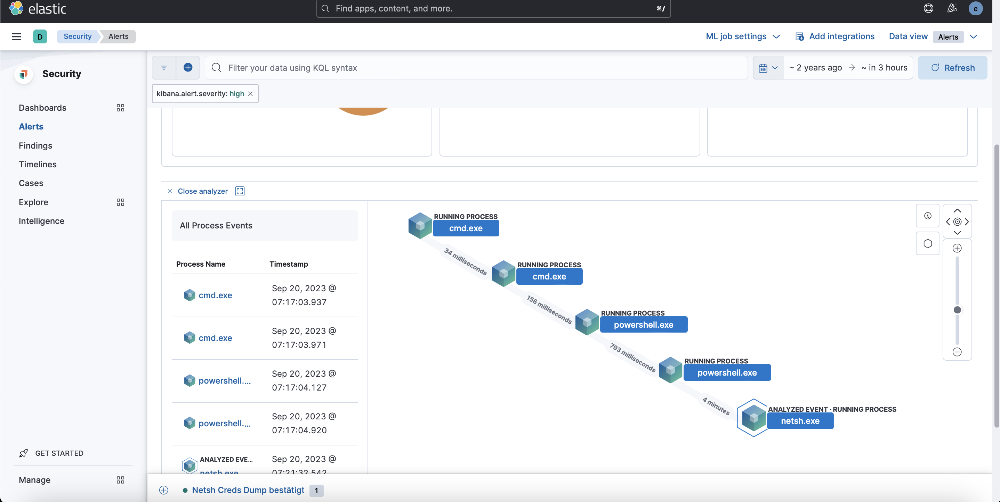 elastic
Find apps, content, and more.
⌘/
e
D
Security
Alerts
ML job settings
Add integrations
Data view
Alerts
Security
Dashboards
Alerts
Findings
Timelines
Cases
Explore
Intelligence
GET STARTED
Manage
Filter your data using KQL syntax
~ 2 years ago → ~ in 3 hours
Refresh
kibana.alert.severity: high
Close analyzer
All Process Events
Process Name Timestamp
cmd.exe
Sep 20, 2023 @
07:17:03.937
cmd.exe
Sep 20, 2023 @
07:17:03.971
powershell....
Sep 20, 2023 @
07:17:04.127
powershell....
Sep 20, 2023 @
07:17:04.920
ANALYZED EVE...
netsh.exe
Sep 20, 2023 @
07:21:32.542
RUNNING PROCESS
cmd.exe
34 milliseconds
RUNNING PROCESS
cmd.exe
156 milliseconds
RUNNING PROCESS
powershell.exe
793 milliseconds
RUNNING PROCESS
powershell.exe
4 minutes
ANALYZED EVENT · RUNNING PROCESS
netsh.exe
Netsh Creds Dump bestätigt 1